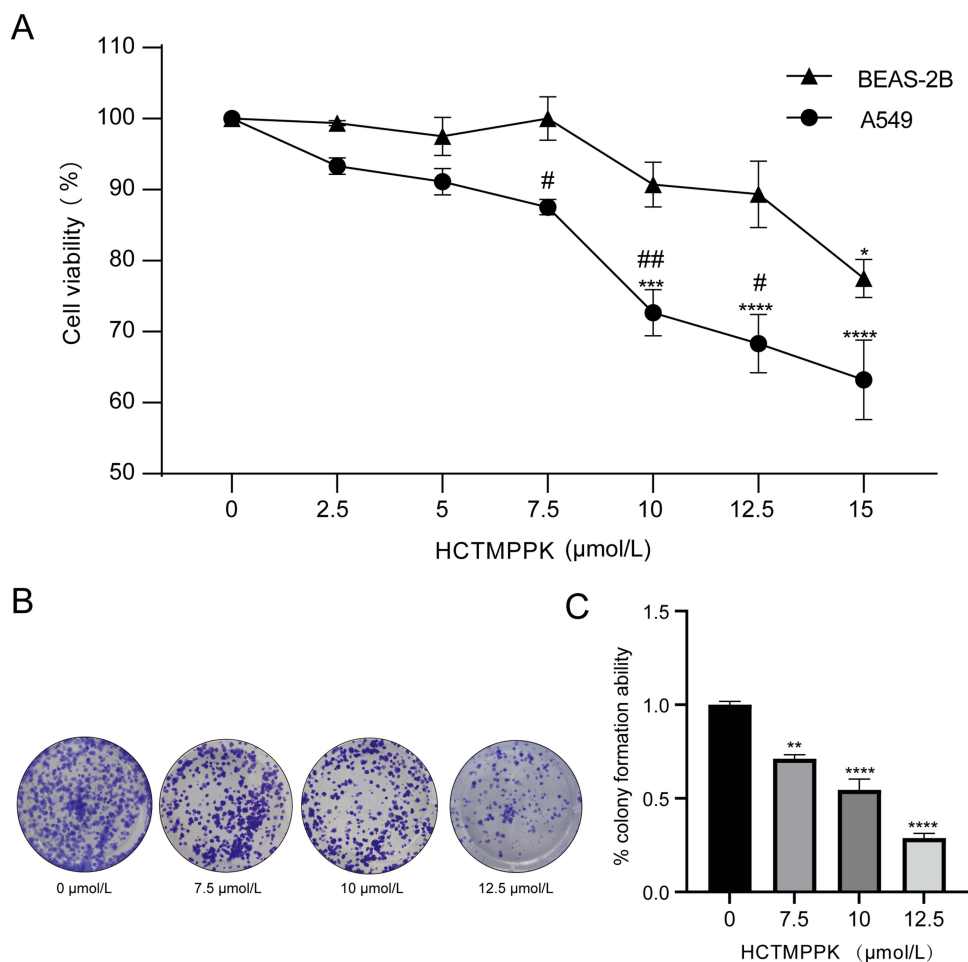 A
110
100
90
80
70
60
50
Cell viability (%)
BEAS-2B
A549
#
##
***
#
****
*
****
0 2.5 5 7.5 10 12.5 15
HCTMPPK (μmol/L)
B
0 μmol/L 7.5 μmol/L 10 μmol/L 12.5 μmol/L
C
1.5
1.0
0.5
0.0
% colony formation ability
**
****
****
0 7.5 10 12.5
HCTMPPK (μmol/L)